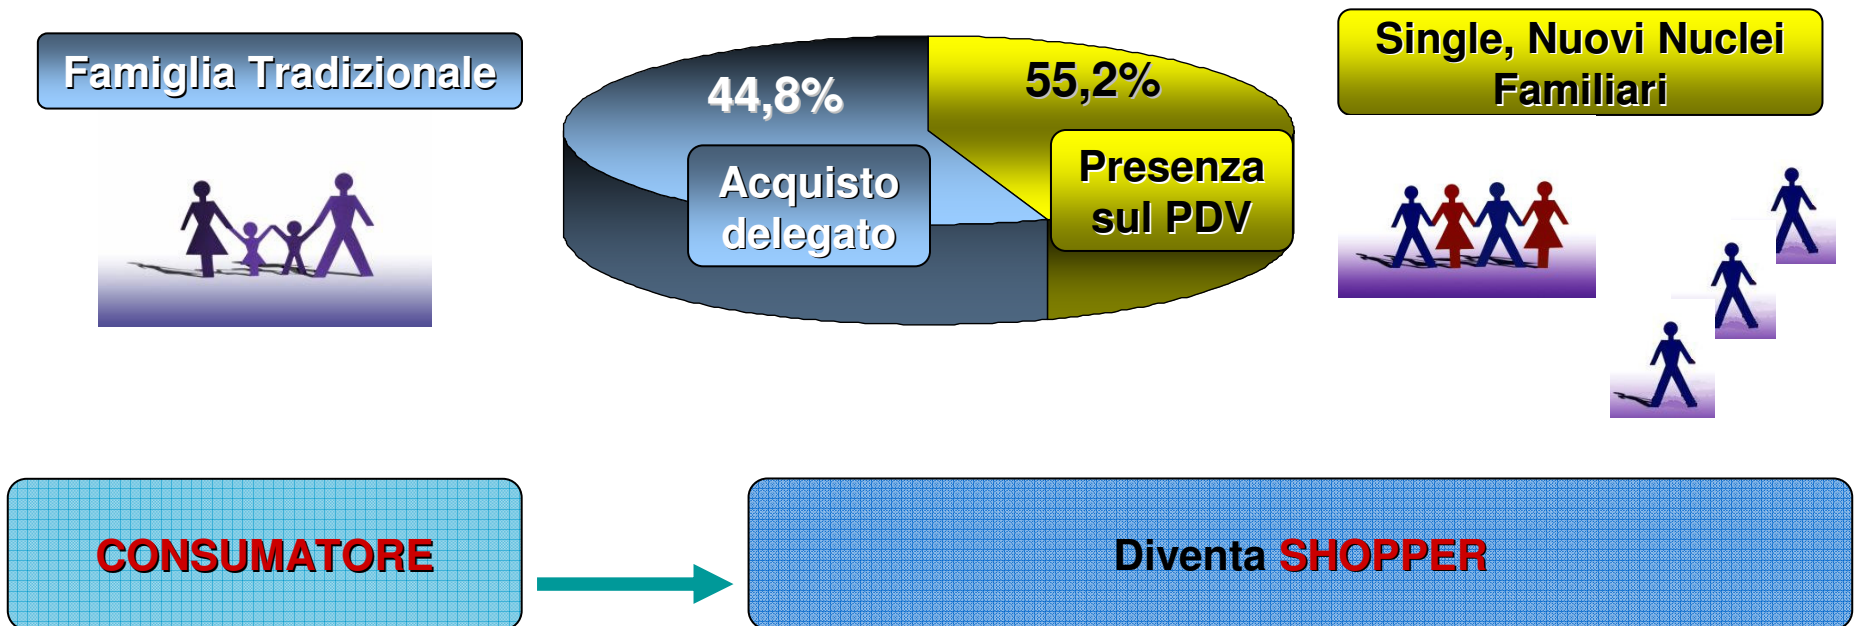 Famiglia Tradizionale
44,8%
55,2%
Single, Nuovi Nuclei
Familiari
Acquisto
delegato
Presenza
sul PDV
CONSUMATORE
Diventa SHOPPER